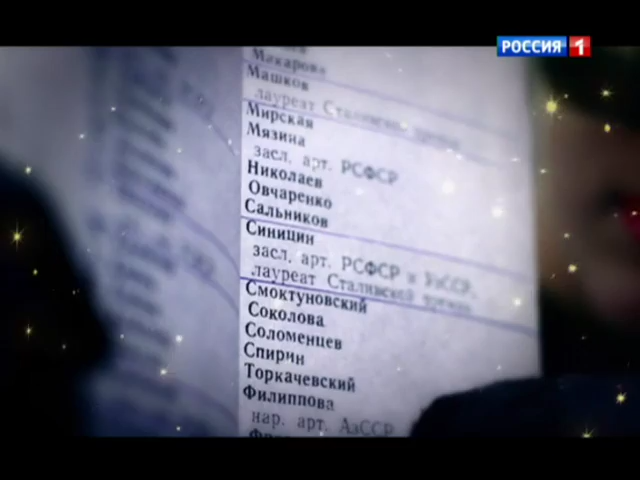 РОССИЯ 1
Макарова
Машков
лауреат Сталинской
Мирская
Мязина
засл. арт. РСФСР
Николаев
Овчаренко
Сальников
Синицин
засл. арт. РСФСР и УзССР,
лауреат Сталинской премии
Смоктуновский
Соколова
Соломенцев
Спирин
Торкачевский
Филиппова
нар. арт. АзССР